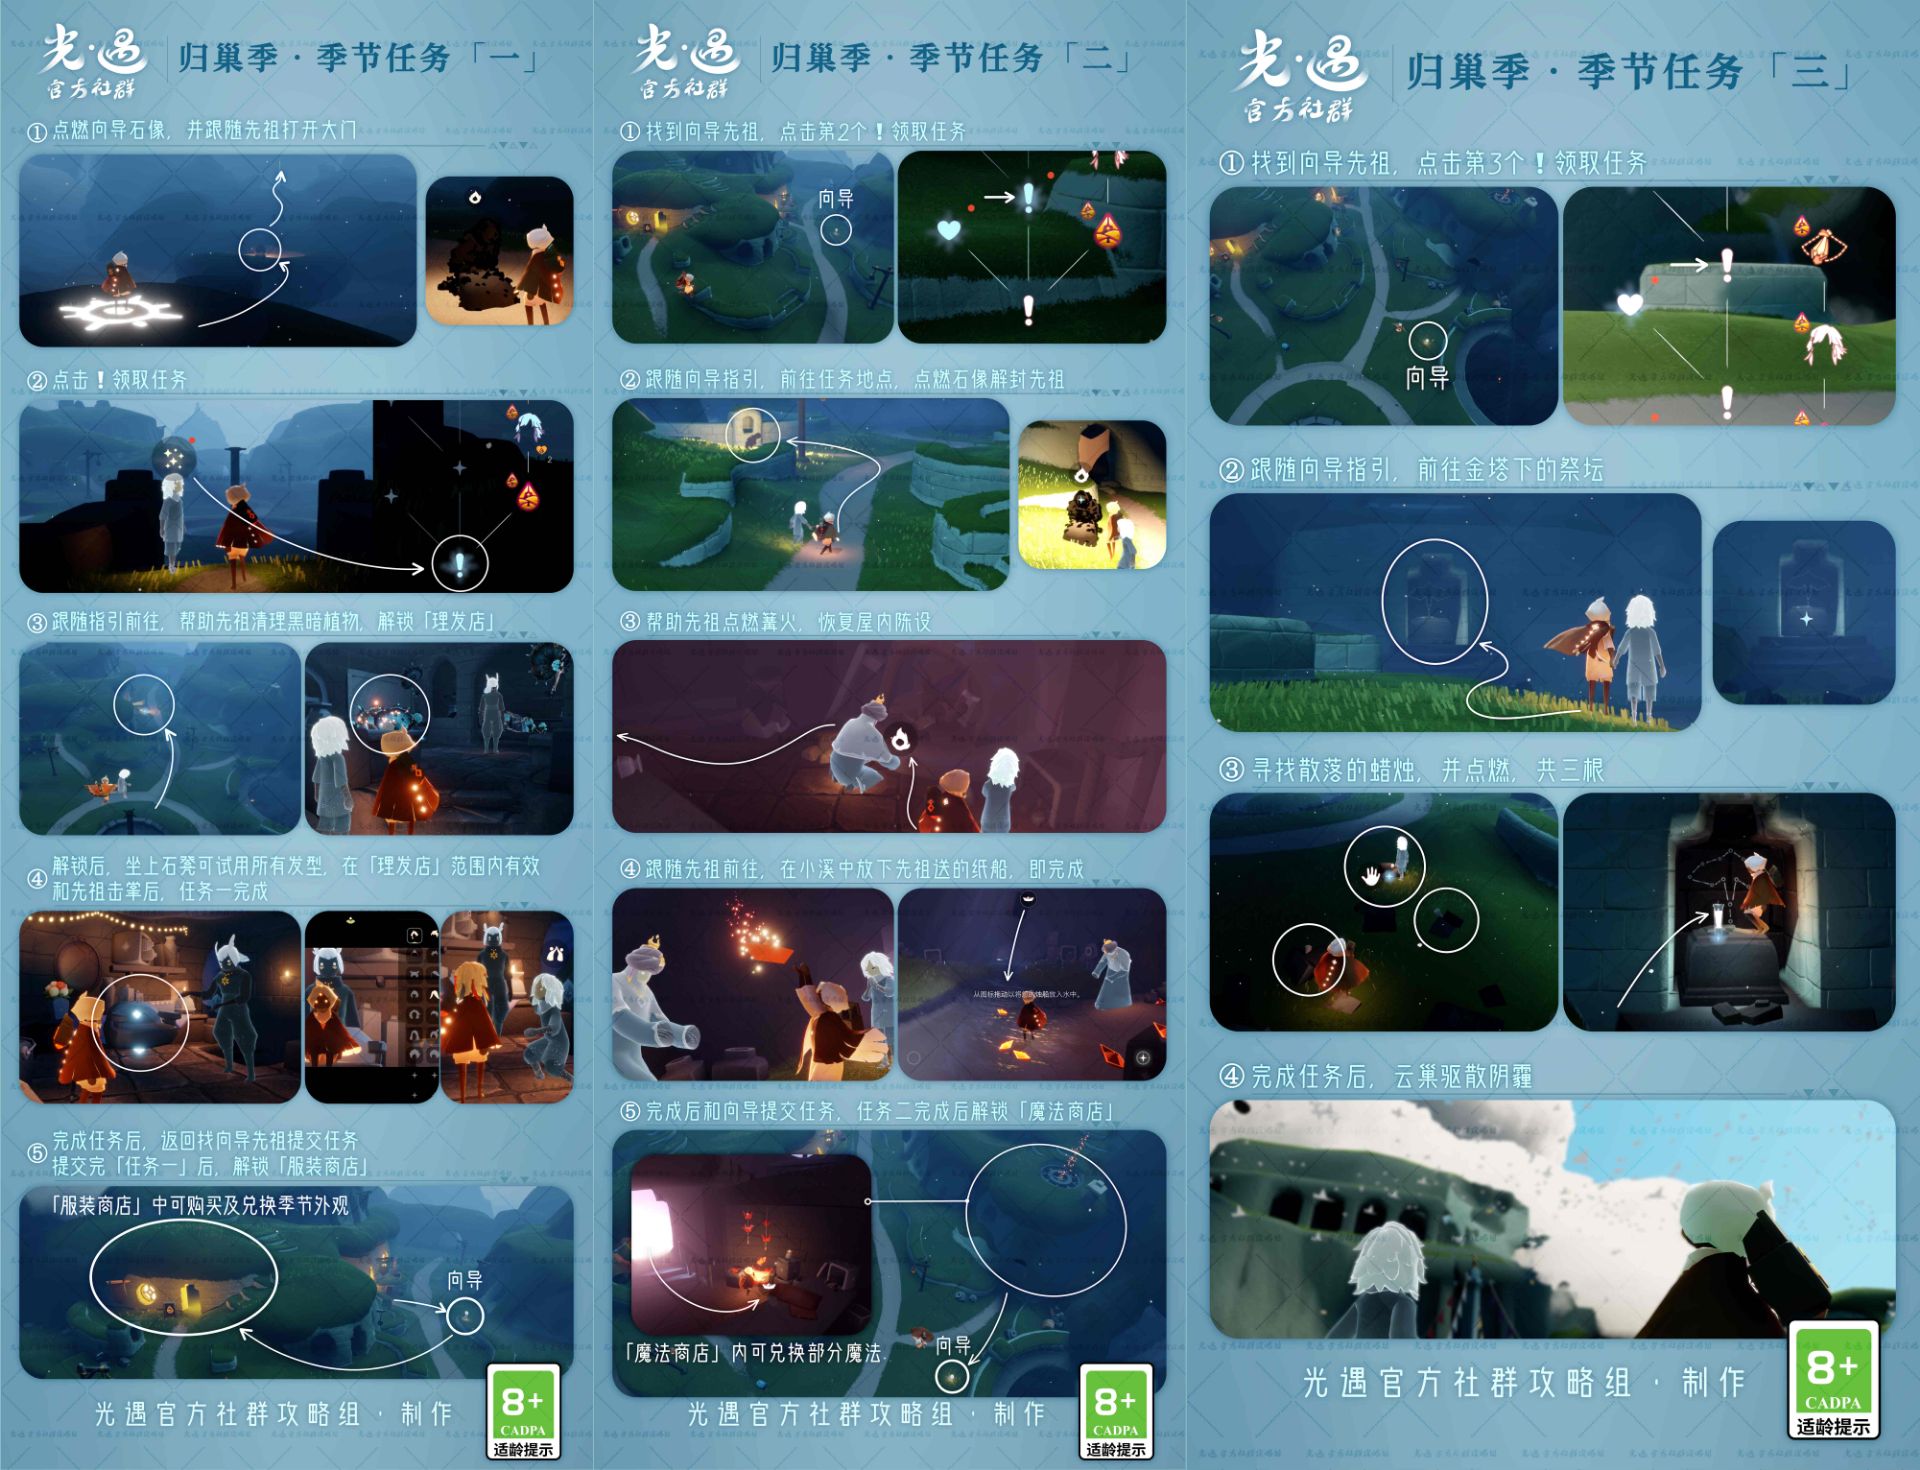 光·遇
官方社群
归巢季·季节任务「一」
①点燃向导石像，并跟随先祖打开大门
②点击！领取任务
2
③跟随指引前往，帮助先祖清理黑暗植物，解锁「理发店」
④解锁后，坐上石凳可试用所有发型，在「理发店」范围内有效
和先祖击掌后，任务一完成
⑤完成任务后，返回找向导先祖提交任务
提交完「任务一」后，解锁「服装商店」
「服装商店」中可购买及兑换季节外观
向导
光遇官方社群攻略组·制作
8+
CADPA
适龄提示
光·遇
官方社群
归巢季·季节任务「二」
①找到向导先祖，点击第2个！领取任务
向导
②跟随向导指引，前往任务地点，点燃石像解封先祖
③帮助先祖点燃篝火，恢复屋内陈设
④跟随先祖前往，在小溪中放下先祖送的纸船，即完成
从图标拖动以将您的烛船放入水中。
⑤完成后和向导提交任务，任务二完成后解锁「魔法商店」
「魔法商店」内可兑换部分魔法
向导
光遇官方社群攻略组·制作
8+
CADPA
适龄提示
光·遇
官方社群
归巢季·季节任务「三」
①找到向导先祖，点击第3个！领取任务
向导
②跟随向导指引，前往金塔下的祭坛
③寻找散落的蜡烛，并点燃，共三根
④完成任务后，云巢驱散阴霾
光遇官方社群攻略组·制作
8+
CADPA
适龄提示